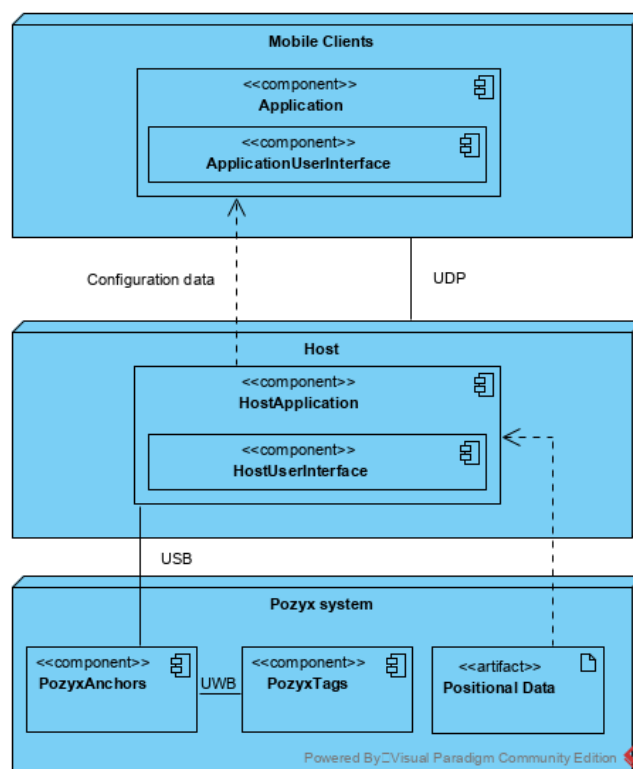 Mobile Clients
<<component>>
Application
<<component>>
ApplicationUserInterface
Configuration data
UDP
Host
<<component>>
HostApplication
<<component>>
HostUserInterface
USB
Pozyx system
<<component>>
PozyxAnchors
UWB
<<component>>
PozyxTags
<<artifact>>
Positional Data
Powered By Visual Paradigm Community Edition